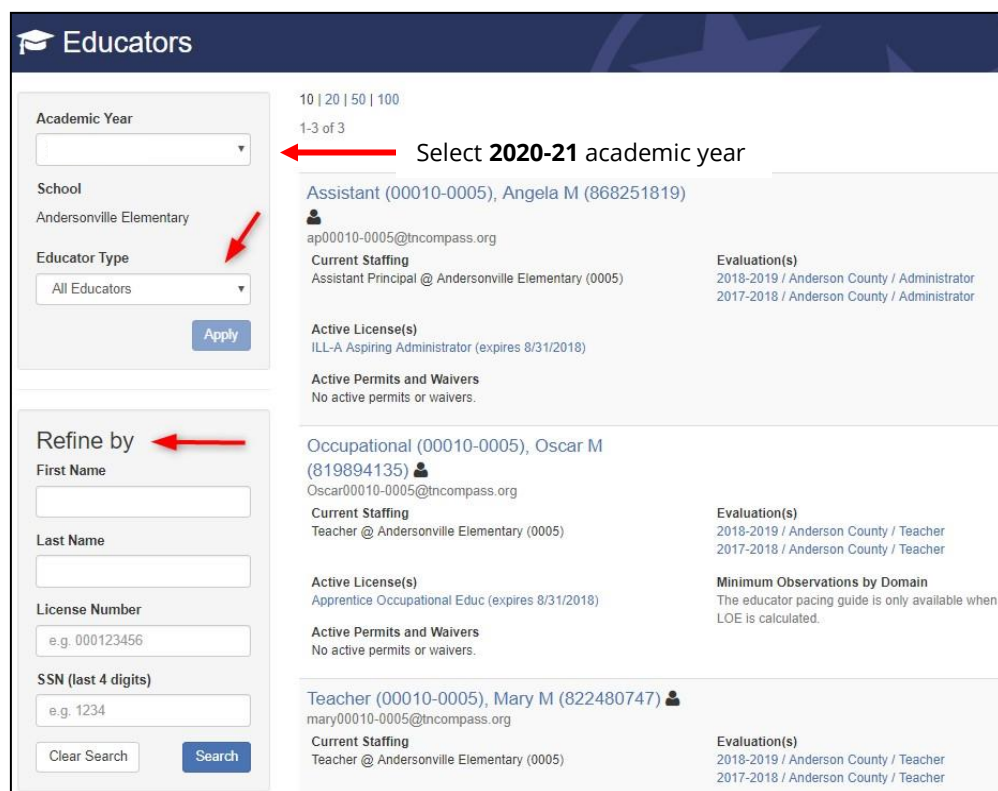 Educators
Academic Year
School
Andersonville Elementary
Educator Type
All Educators
Apply
Refine by
First Name
Last Name
License Number
e.g. 000123456
SSN (last 4 digits)
e.g. 1234
Clear Search
Search
10 | 20 | 50 | 100
1-3 of 3
Select 2020-21 academic year
Assistant (00010-0005), Angela M (868251819)
ap00010-0005@tncompass.org
Current Staffing
Assistant Principal @ Andersonville Elementary (0005)
Evaluation(s)
2018-2019 / Anderson County / Administrator
2017-2018 / Anderson County / Administrator
Active License(s)
ILL-A Aspiring Administrator (expires 8/31/2018)
Active Permits and Waivers
No active permits or waivers.
Occupational (00010-0005), Oscar M
(819894135)
Oscar00010-0005@tncompass.org
Current Staffing
Teacher @ Andersonville Elementary (0005)
Evaluation(s)
2018-2019 / Anderson County / Teacher
2017-2018 / Anderson County / Teacher
Active License(s)
Apprentice Occupational Educ (expires 8/31/2018)
Minimum Observations by Domain
The educator pacing guide is only available when
LOE is calculated.
Active Permits and Waivers
No active permits or waivers.
Teacher (00010-0005), Mary M (822480747)
mary00010-0005@tncompass.org
Current Staffing
Teacher @ Andersonville Elementary (0005)
Evaluation(s)
2018-2019 / Anderson County / Teacher
2017-2018 / Anderson County / Teacher